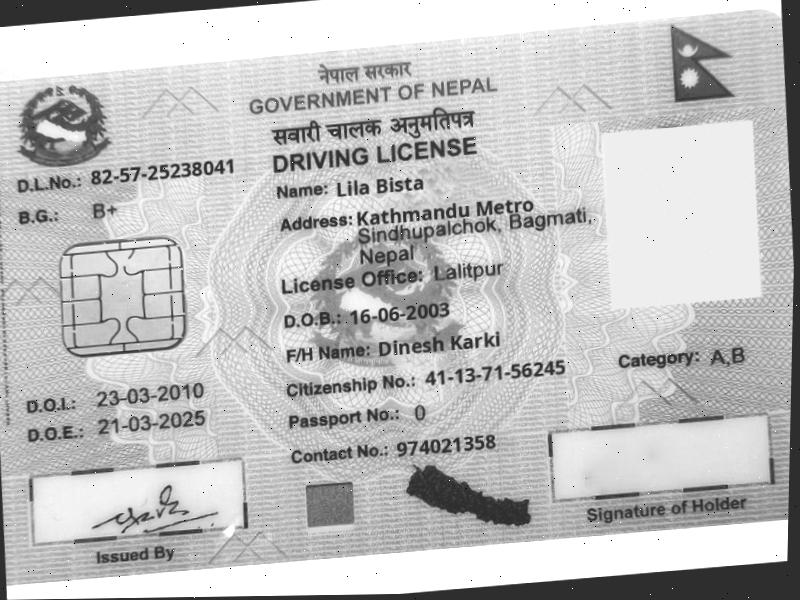 नेपाल सरकार
GOVERNMENT OF NEPAL
सवारी चालक अनुमतिपत्र
DRIVING LICENSE
D.L.No.: 82-57-25238041
B.G.: B+
Name: Lila Bista
Address: Kathmandu Metro
Sindhupalchok, Bagmati,
Nepal
License Office: Lalitpur
D.O.B.: 16-06-2003
F/H Name: Dinesh Karki
Citizenship No.: 41-13-71-56245
Category: A,B
Passport No.: 0
Contact No.: 974021358
D.O.I.: 23-03-2010
D.O.E.: 21-03-2025
Issued By
Signature of Holder